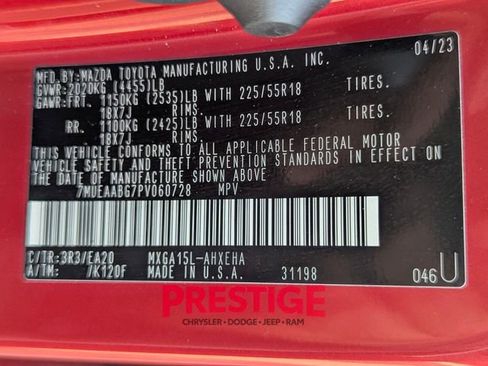 MFD. BY: MAZDA TOYOTA MANUFACTURING U.S.A. INC. 04/23
GVWR: 2020KG (4455)LB
GAWR: FRT. 1150KG (2535)LB WITH 225/55R18 TIRES.
18X7J RIMS.
RR. 1100KG (2425)LB WITH 225/55R18 TIRES.
18X7J RIMS.
THIS VEHICLE CONFORMS TO ALL APPLICABLE FEDERAL MOTOR
VEHICLE SAFETY AND THEFT PREVENTION STANDARDS IN EFFECT
ON THE DATE OF MANUFACTURE SHOWN ABOVE.
7MUEAABG7PV060728 MPV
C/TR: 3R3/EA20 MXGA15L-AHXEHA
A/TM: /K120F MADE IN U.S.A. 31198 046 U
PRESTIGE
CHRYSLER • DODGE • JEEP • RAM